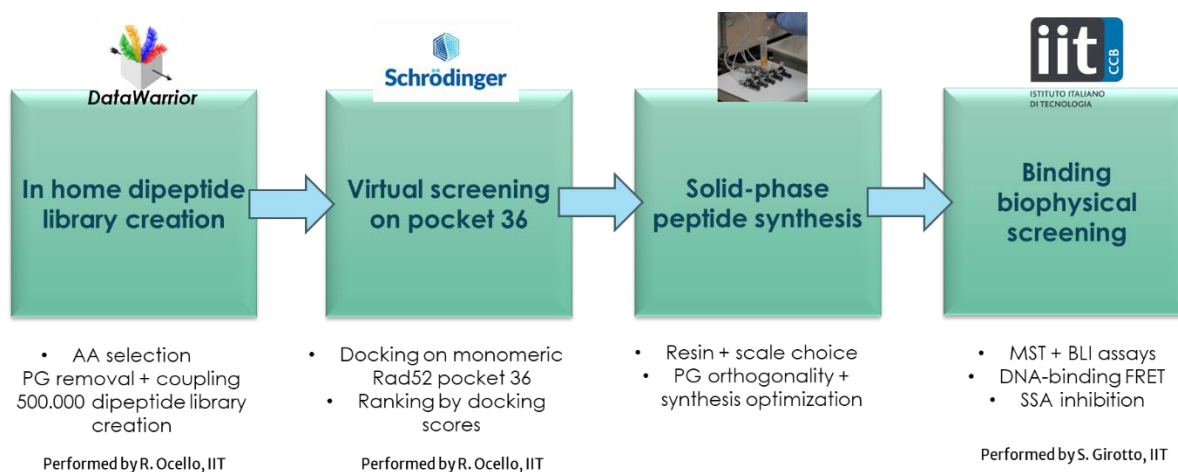 DataWarrior
Schrödinger
iit
CCB
ISTITUTO ITALIANO
DI TECNOLOGIA
In home dipeptide
library creation
Virtual screening
on pocket 36
Solid-phase
peptide synthesis
Binding
biophysical
screening
• AA selection
PG removal + coupling
500.000 dipeptide library
creation
Performed by R. Ocello, IIT
• Docking on monomeric
Rad52 pocket 36
• Ranking by docking
scores
Performed by R. Ocello, IIT
• Resin + scale choice
• PG orthogonality +
synthesis optimization
• MST + BLI assays
• DNA-binding FRET
• SSA inhibition
Performed by S. Girotto, IIT